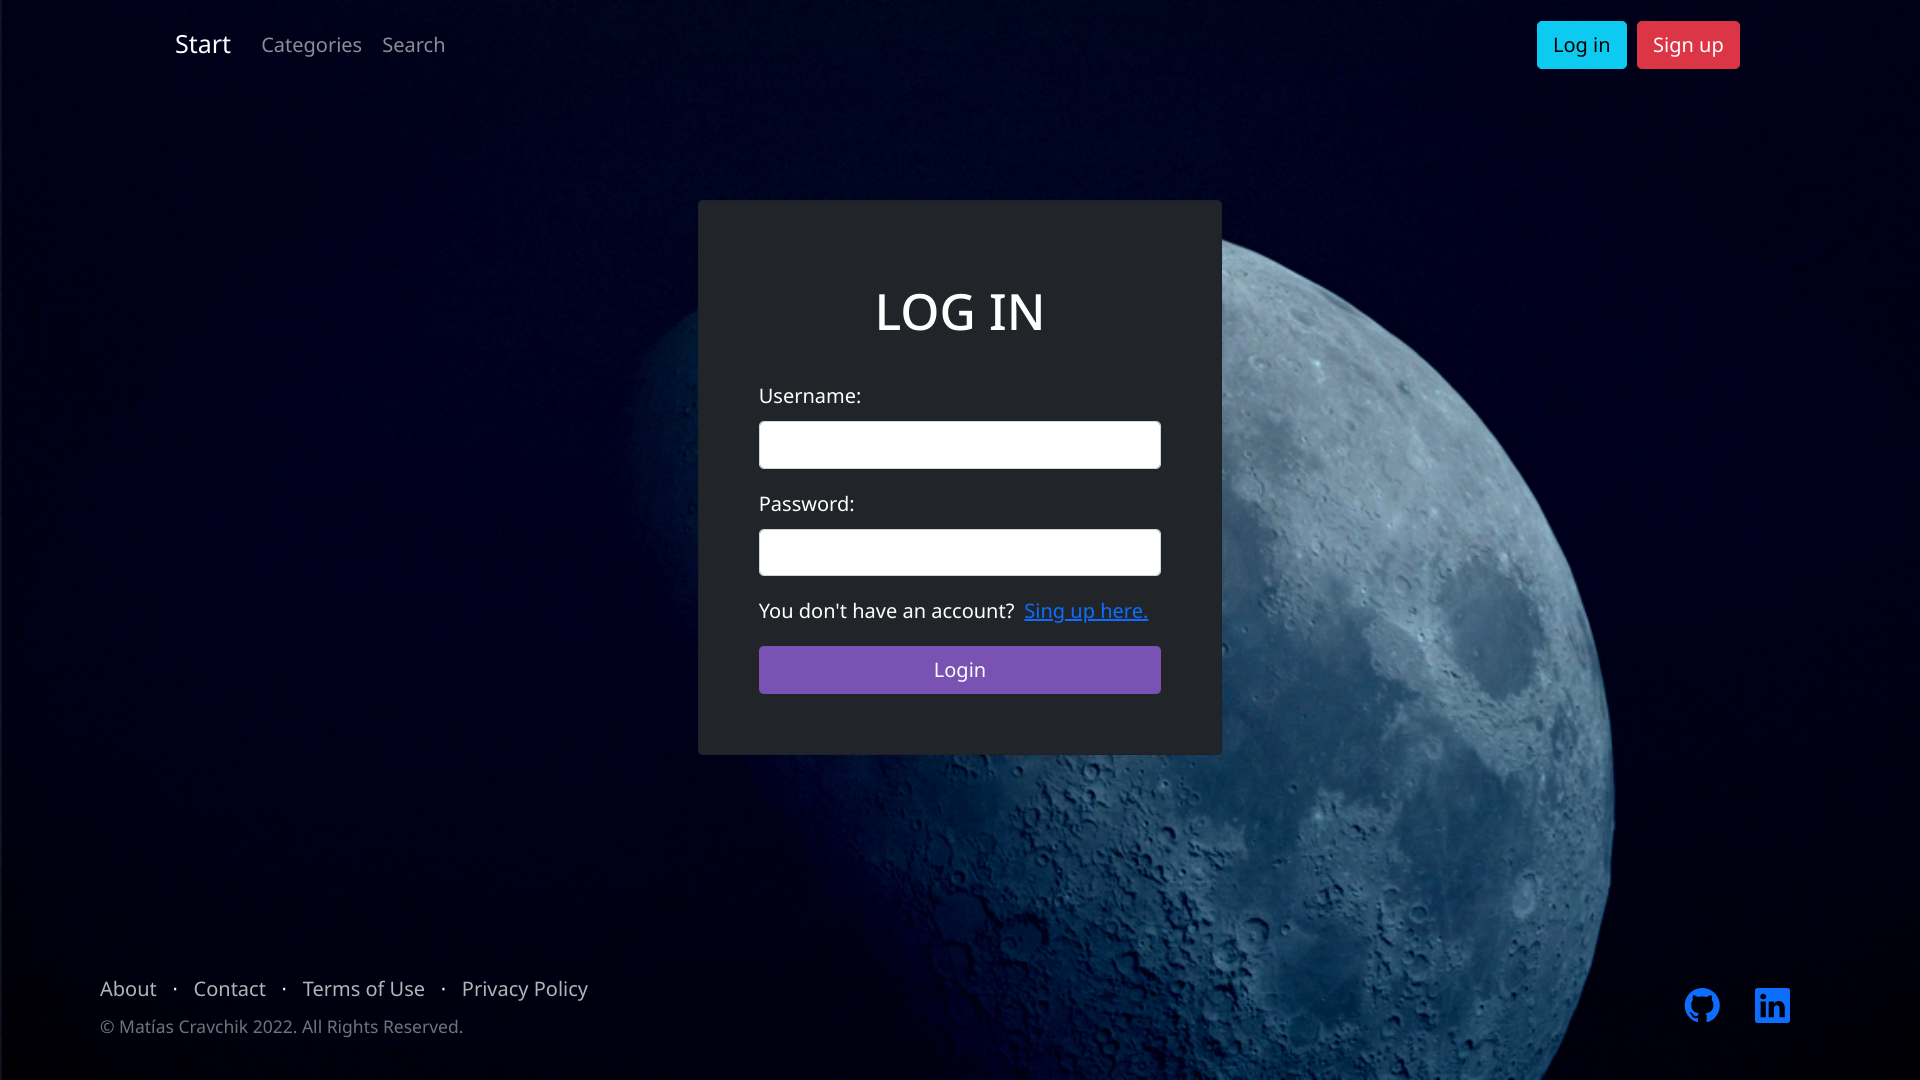 Start Categories Search Log in Sign up
LOG IN
Username:
Password:
You don't have an account? Sing up here.
Login
About · Contact · Terms of Use · Privacy Policy
© Matías Cravchik 2022. All Rights Reserved.
in